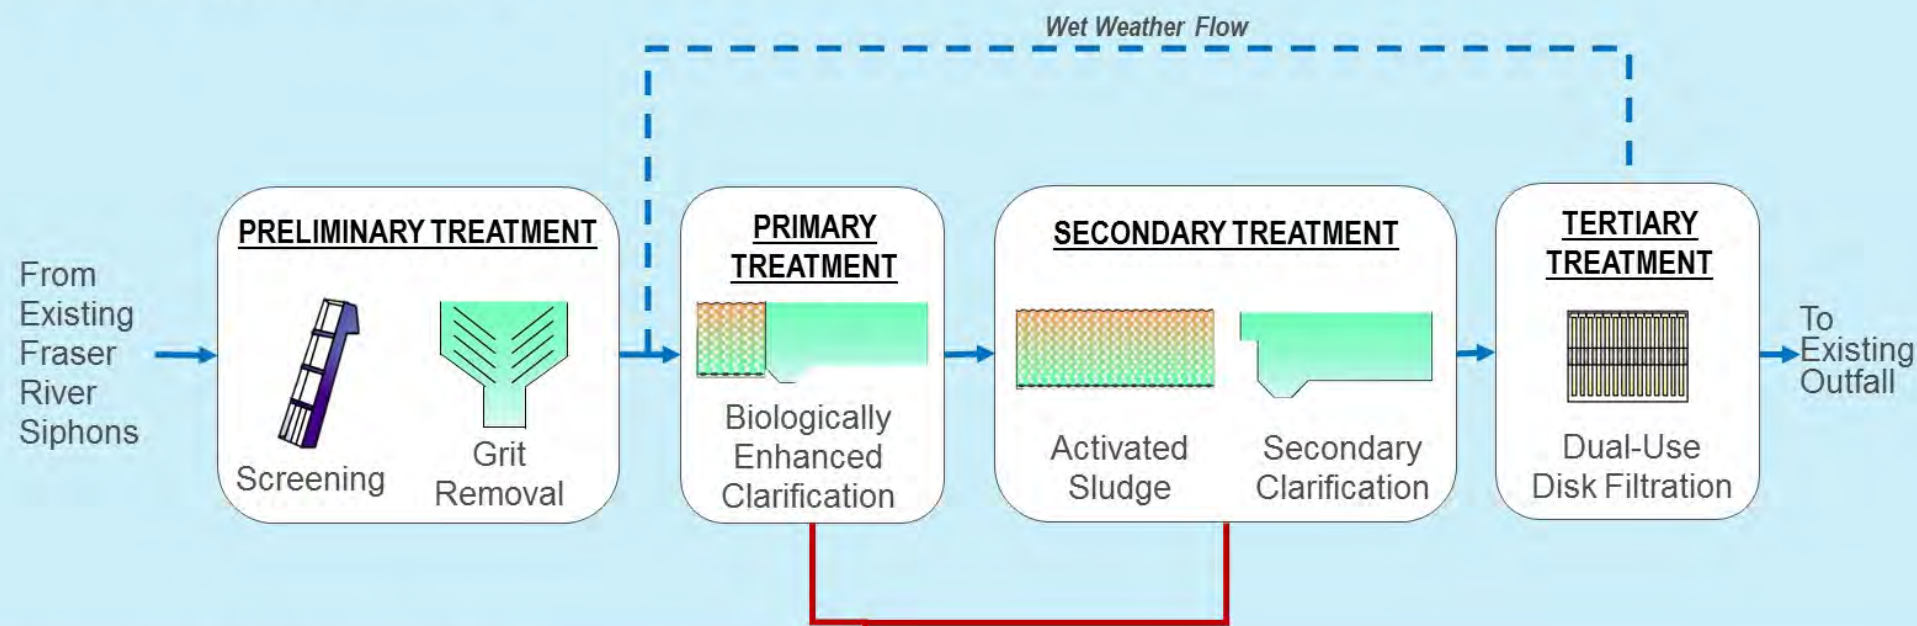 Wet Weather Flow
From
Existing
Fraser
River
Siphons
PRELIMINARY TREATMENT
Screening
Grit
Removal
PRIMARY
TREATMENT
Biologically
Enhanced
Clarification
SECONDARY TREATMENT
Activated
Sludge
Secondary
Clarification
TERTIARY
TREATMENT
Dual-Use
Disk Filtration
To
Existing
Outfall